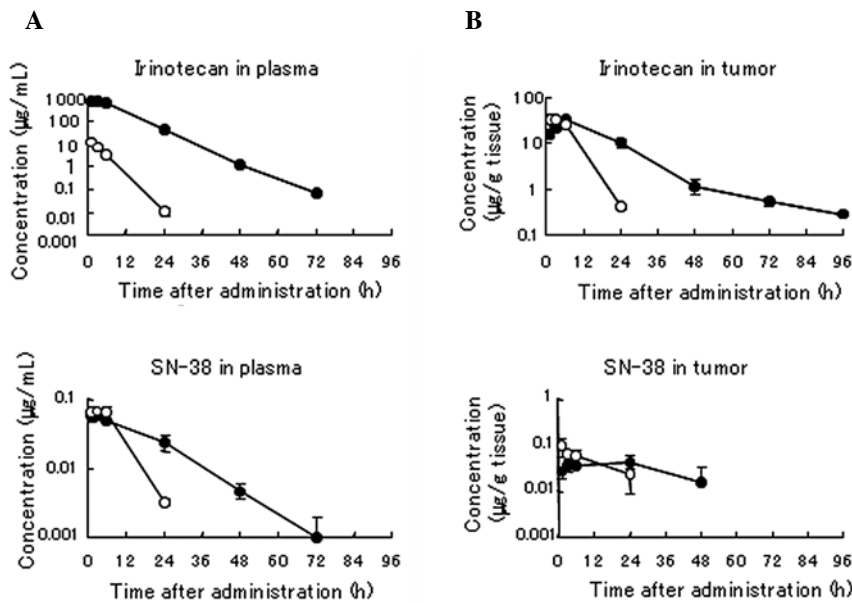 A
B
Irinotecan in plasma
Concentration (μg/mL)
1000
100
10
1
0.1
0.01
0.001
0 12 24 36 48 60 72 84 96
Time after administration (h)
Irinotecan in tumor
Concentration
(μg/g tissue)
100
10
1
0.1
0 12 24 36 48 60 72 84 96
Time after administration (h)
SN-38 in plasma
Concentration (μg/mL)
0.1
0.01
0.001
0 12 24 36 48 60 72 84 96
Time after administration (h)
SN-38 in tumor
Concentration
(μg/g tissue)
1
0.1
0.01
0.001
0 12 24 36 48 60 72 84 96
Time after administration (h)